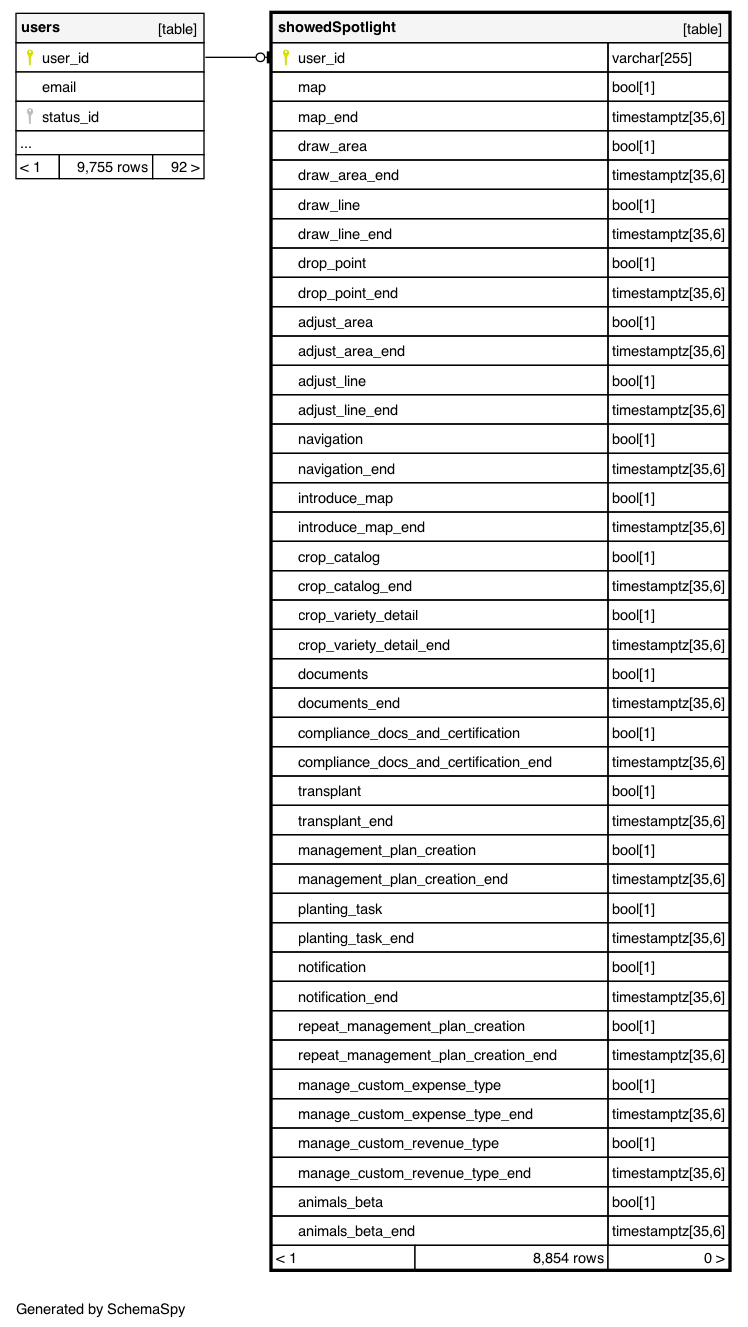 users [table]
user_id
email
status_id
...
< 1 9,755 rows 92 >
showedSpotlight [table]
user_id varchar[255]
map bool[1]
map_end timestamptz[35,6]
draw_area bool[1]
draw_area_end timestamptz[35,6]
draw_line bool[1]
draw_line_end timestamptz[35,6]
drop_point bool[1]
drop_point_end timestamptz[35,6]
adjust_area bool[1]
adjust_area_end timestamptz[35,6]
adjust_line bool[1]
adjust_line_end timestamptz[35,6]
navigation bool[1]
navigation_end timestamptz[35,6]
introduce_map bool[1]
introduce_map_end timestamptz[35,6]
crop_catalog bool[1]
crop_catalog_end timestamptz[35,6]
crop_variety_detail bool[1]
crop_variety_detail_end timestamptz[35,6]
documents bool[1]
documents_end timestamptz[35,6]
compliance_docs_and_certification bool[1]
compliance_docs_and_certification_end timestamptz[35,6]
transplant bool[1]
transplant_end timestamptz[35,6]
management_plan_creation bool[1]
management_plan_creation_end timestamptz[35,6]
planting_task bool[1]
planting_task_end timestamptz[35,6]
notification bool[1]
notification_end timestamptz[35,6]
repeat_management_plan_creation bool[1]
repeat_management_plan_creation_end timestamptz[35,6]
manage_custom_expense_type bool[1]
manage_custom_expense_type_end timestamptz[35,6]
manage_custom_revenue_type bool[1]
manage_custom_revenue_type_end timestamptz[35,6]
animals_beta bool[1]
animals_beta_end timestamptz[35,6]
< 1 8,854 rows 0 >
Generated by SchemaSpy